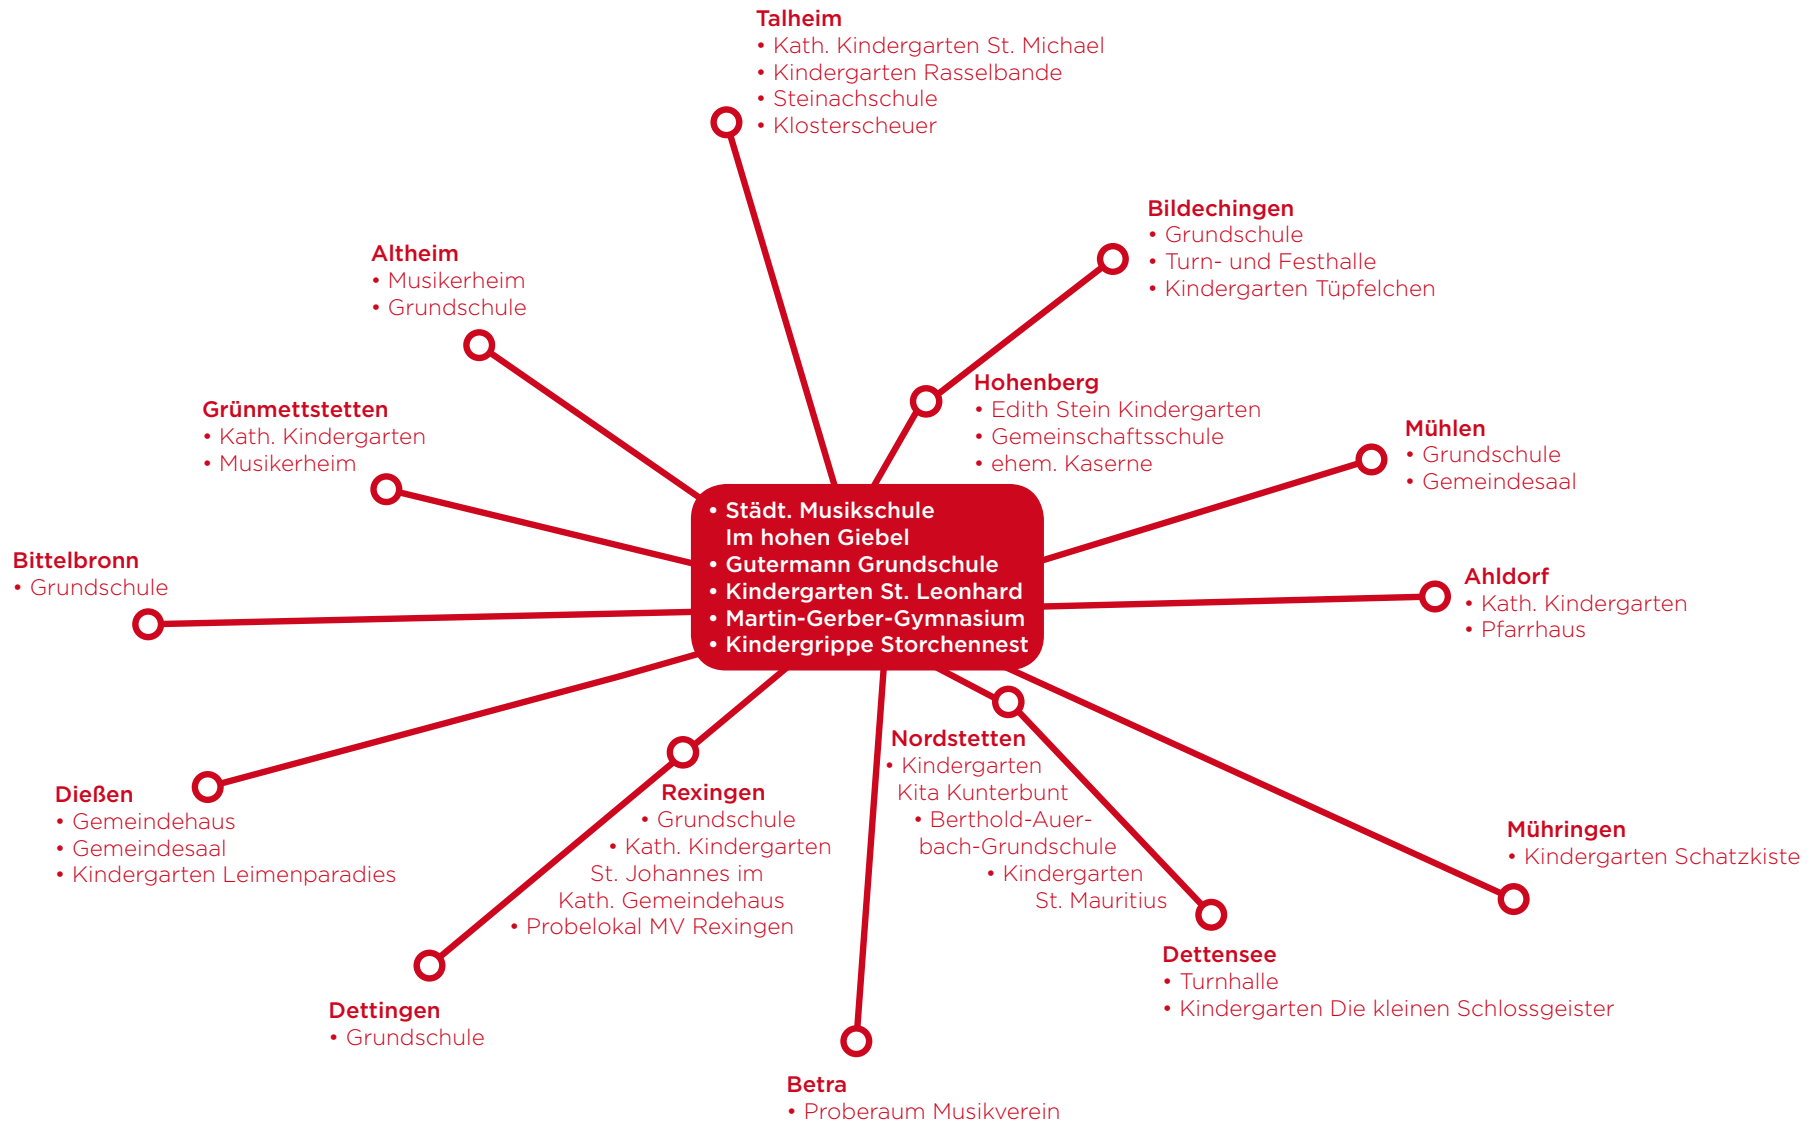 Talheim
• Kath. Kindergarten St. Michael
• Kindergarten Rasselbande
• Steinachschule
• Klosterscheuer
Bildechingen
• Grundschule
• Turn- und Festhalle
• Kindergarten Tüpfelchen
Altheim
• Musikerheim
• Grundschule
Hohenberg
• Edith Stein Kindergarten
• Gemeinschaftsschule
• ehem. Kaserne
Grünmettstetten
• Kath. Kindergarten
• Musikerheim
Mühlen
• Grundschule
• Gemeindesaal
• Städt. Musikschule
Im hohen Giebel
• Gutermann Grundschule
• Kindergarten St. Leonhard
• Martin-Gerber-Gymnasium
• Kindergrippe Storchennest
Bittelbronn
• Grundschule
Ahldorf
• Kath. Kindergarten
• Pfarrhaus
Dießen
• Gemeindehaus
• Gemeindesaal
• Kindergarten Leimenparadies
Rexingen
• Grundschule
• Kath. Kindergarten
St. Johannes im
Kath. Gemeindehaus
• Probelokal MV Rexingen
Nordstetten
• Kindergarten
Kita Kunterbunt
• Berthold-Auer-
bach-Grundschule
• Kindergarten
St. Mauritius
Mühringen
• Kindergarten Schatzkiste
Dettensee
• Turnhalle
• Kindergarten Die kleinen Schlossgeister
Dettingen
• Grundschule
Betra
• Proberaum Musikverein